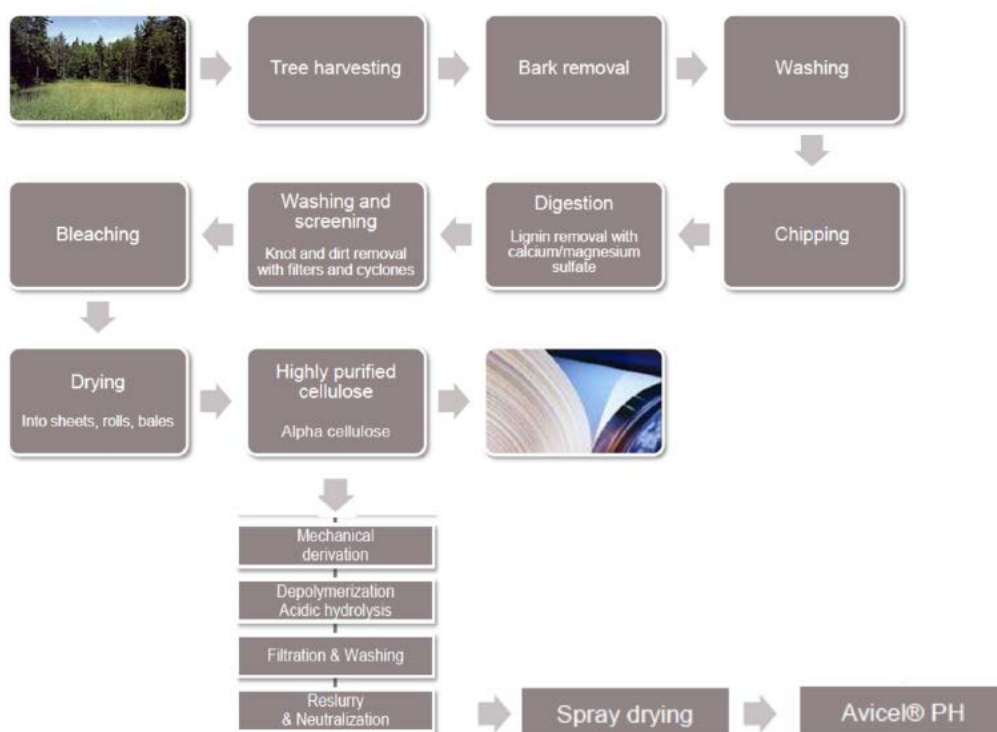 Tree harvesting
Bark removal
Washing
Chipping
Digestion
Lignin removal with
calcium/magnesium
sulfate
Washing and
screening
Knot and dirt removal
with filters and cyclones
Bleaching
Drying
Into sheets, rolls, bales
Highly purified
cellulose
Alpha cellulose
Mechanical
derivation
Depolymerization
Acidic hydrolysis
Filtration & Washing
Reslurry
& Neutralization
Spray drying
Avicel® PH